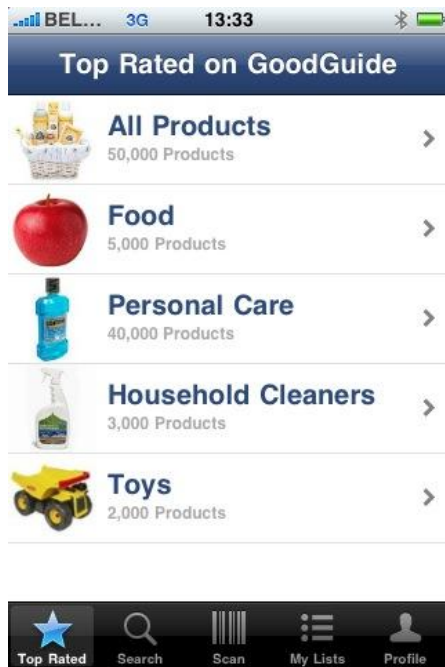 BEL... 3G 13:33
Top Rated on GoodGuide
All Products
50,000 Products
Food
5,000 Products
Personal Care
40,000 Products
Household Cleaners
3,000 Products
Toys
2,000 Products
Top Rated Search Scan My Lists Profile